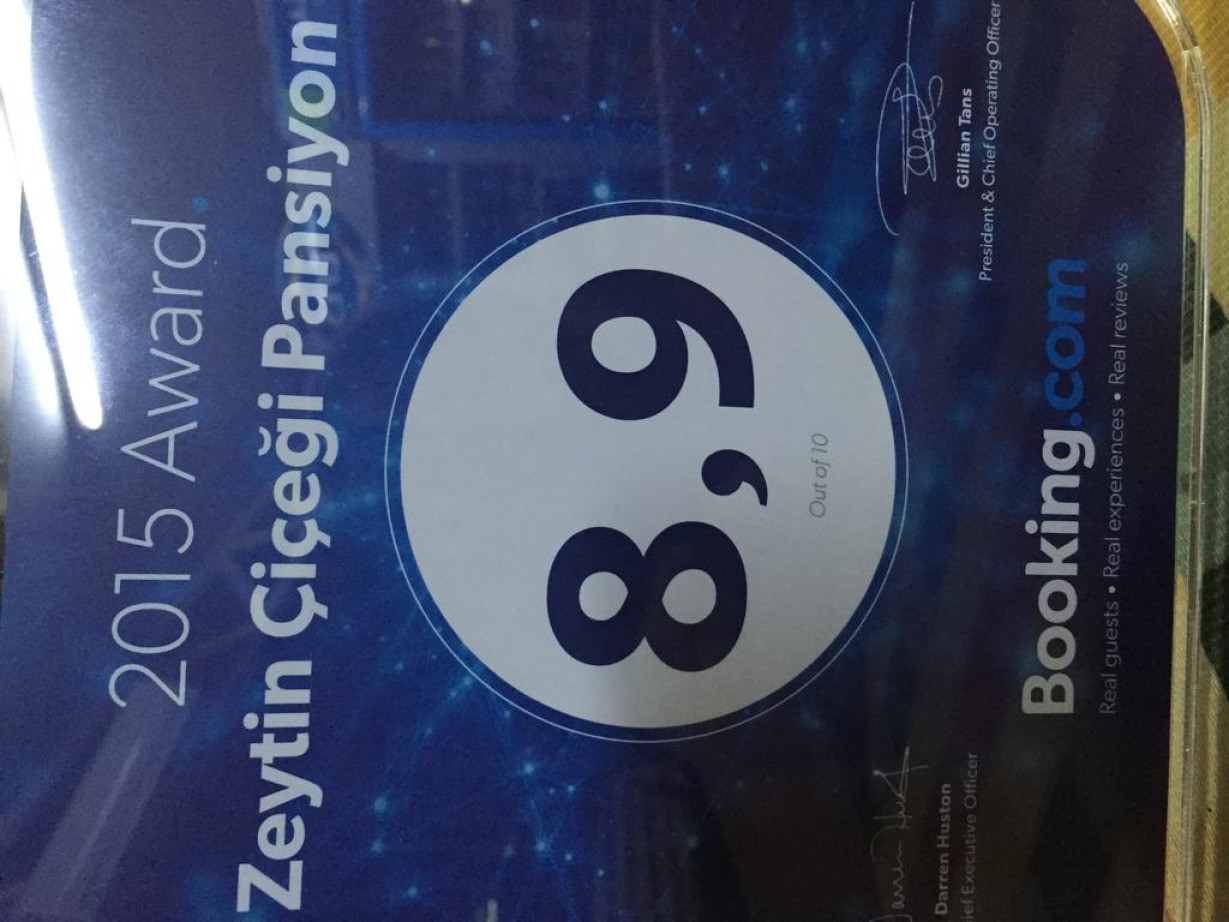 2015 Award.
Zeytin Çiçeği Pansiyon
8,9
Out of 10
Darren Huston
Executive Officer
Gillian Tans
President & Chief Operating Officer
Booking.com
Real guests • Real experiences • Real reviews